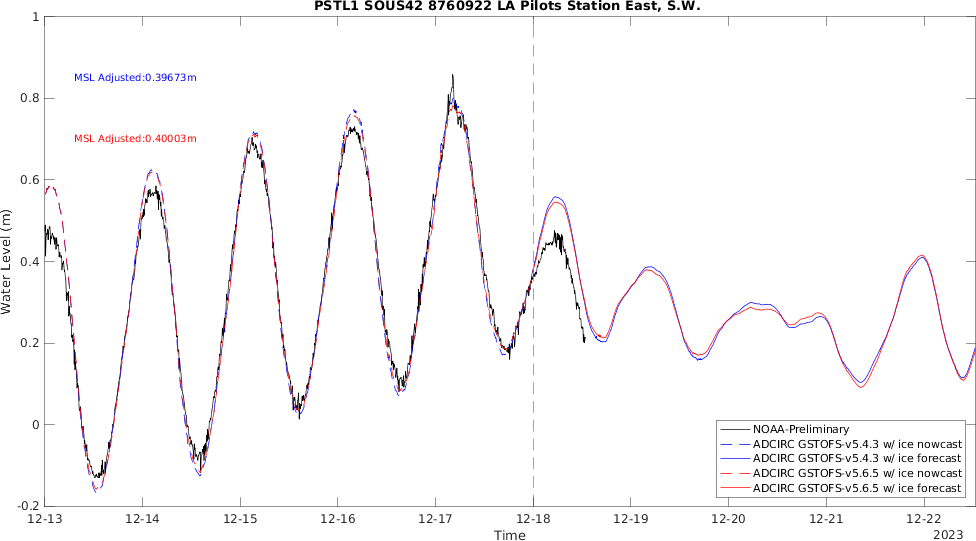 PSTL1 SOUS42 8760922 LA Pilots Station East, S.W.
1
MSL Adjusted:0.39673m
0.8
MSL Adjusted:0.40003m
0.6
Water Level (m)
0.4
0.2
0
-0.2
NOAA-Preliminary
ADCIRC GSTOFS-v5.4.3 w/ ice nowcast
ADCIRC GSTOFS-v5.4.3 w/ ice forecast
ADCIRC GSTOFS-v5.6.5 w/ ice nowcast
ADCIRC GSTOFS-v5.6.5 w/ ice forecast
12-13 12-14 12-15 12-16 12-17 12-18 12-19 12-20 12-21 12-22
Time
2023